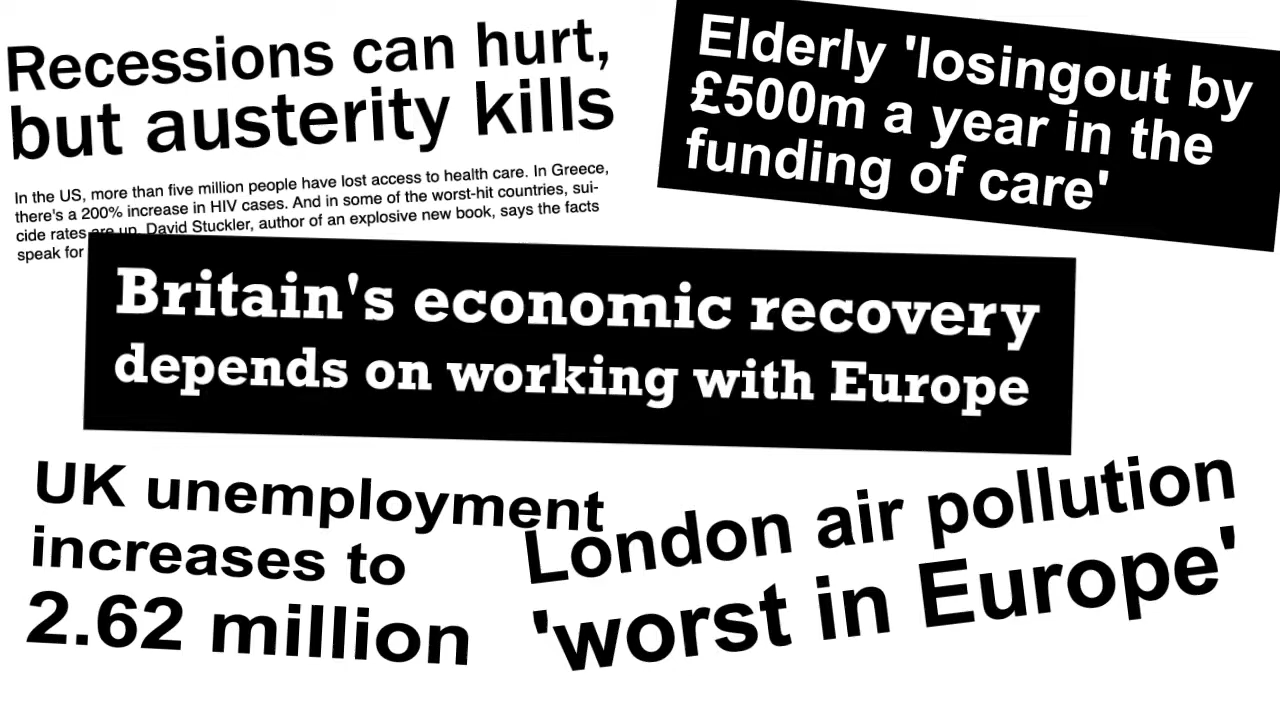 Recessions can hurt,
but austerity kills
In the US, more than five million people have lost access to health care. In Greece,
there's a 200% increase in HIV cases. And in some of the worst-hit countries, sui-
cide rates are up. David Stuckler, author of an explosive new book, says the facts
speak for
Elderly 'losingout by
£500m a year in the
funding of care'
Britain's economic recovery
depends on working with Europe
UK unemployment
increases to
2.62 million
London air pollution
'worst in Europe'